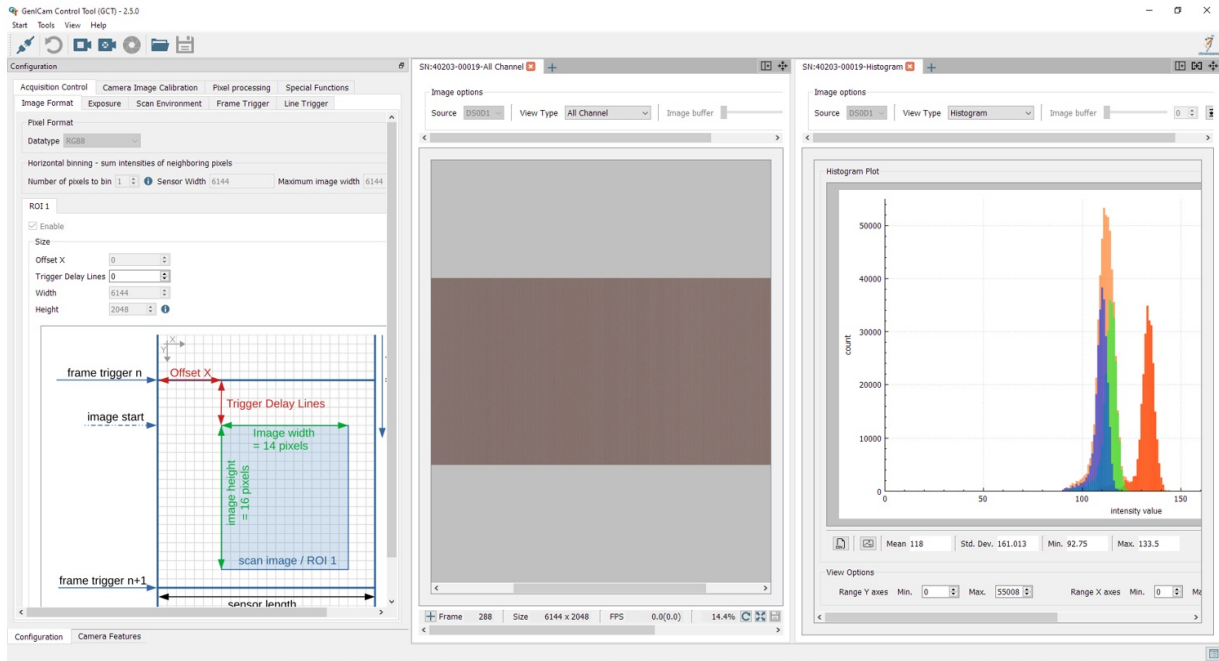 GenICam Control Tool (GCT) - 2.5.0
Start Tools View Help
Configuration
Acquisition Control Camera Image Calibration Pixel processing Special Functions
Image Format Exposure Scan Environment Frame Trigger Line Trigger
Pixel Format
Datatype RGB8
Horizontal binning - sum intensities of neighboring pixels
Number of pixels to bin 1 Sensor Width 6144 Maximum image width 6144
ROI 1
Enable
Size
Offset X 0
Trigger Delay Lines 0
Width 6144
Height 2048
X
Y
frame trigger n
Offset X
Trigger Delay Lines
image start
Image width
= 14 pixels
image height
= 16 pixels
scan image / ROI 1
frame trigger n+1
sensor length
Configuration Camera Features
SN:40203-00019-All Channel
Image options
Source DS0D1 View Type All Channel Image buffer
Frame 288 Size 6144 x 2048 FPS 0.0(0.0) 14.4%
SN:40203-00019-Histogram
Image options
Source DS0D1 View Type Histogram Image buffer 0
Histogram Plot
50000
40000
30000
20000
10000
0
count
0 50 100 150
intensity value
Mean 118 Std. Dev. 161.013 Min. 92.75 Max. 133.5
View Options
Range Y axes Min. 0 Max. 55008 Range X axes Min. 0 Ma